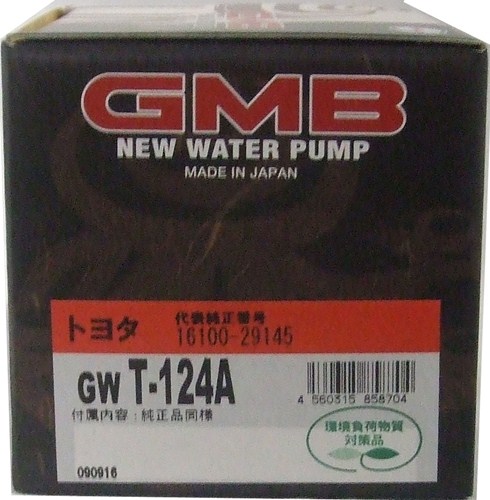 GMB
NEW WATER PUMP
MADE IN JAPAN
トヨタ
代表純正番号
16100-29145
GW T-124A
付属内容:純正品同様
4 560315 858704
環境負荷物質
対策品
090916